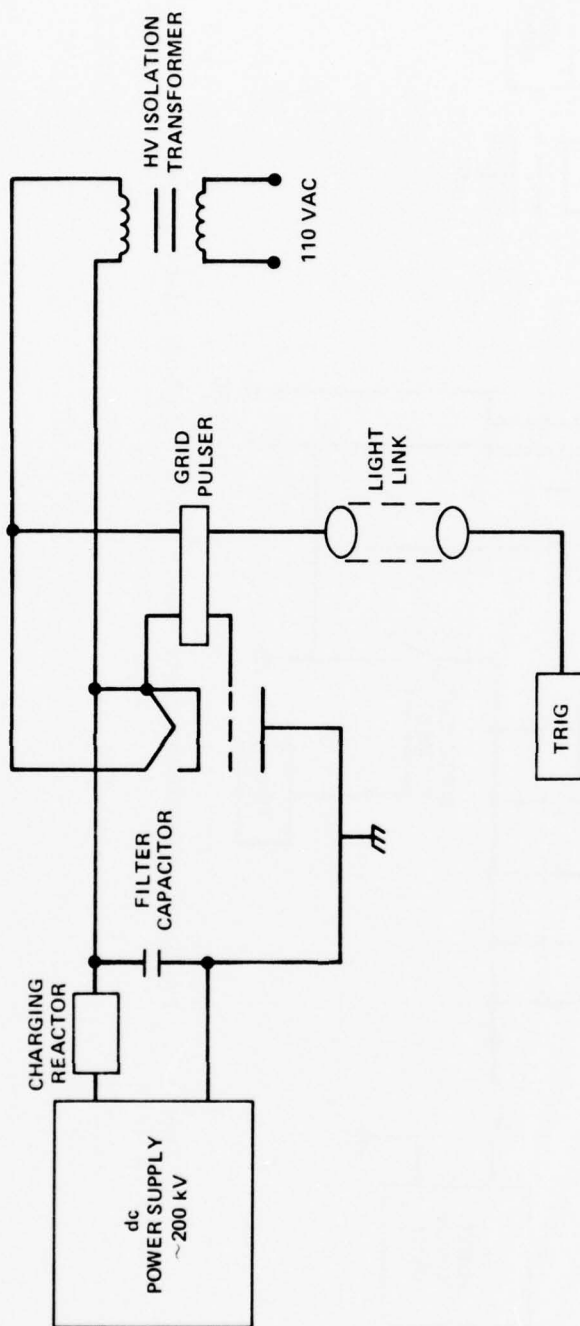 dc
POWER SUPPLY
~200 kV
CHARGING
REACTOR
FILTER
CAPACITOR
GRID
PULSER
HV ISOLATION
TRANSFORMER
110 VAC
LIGHT
LINK
TRIG